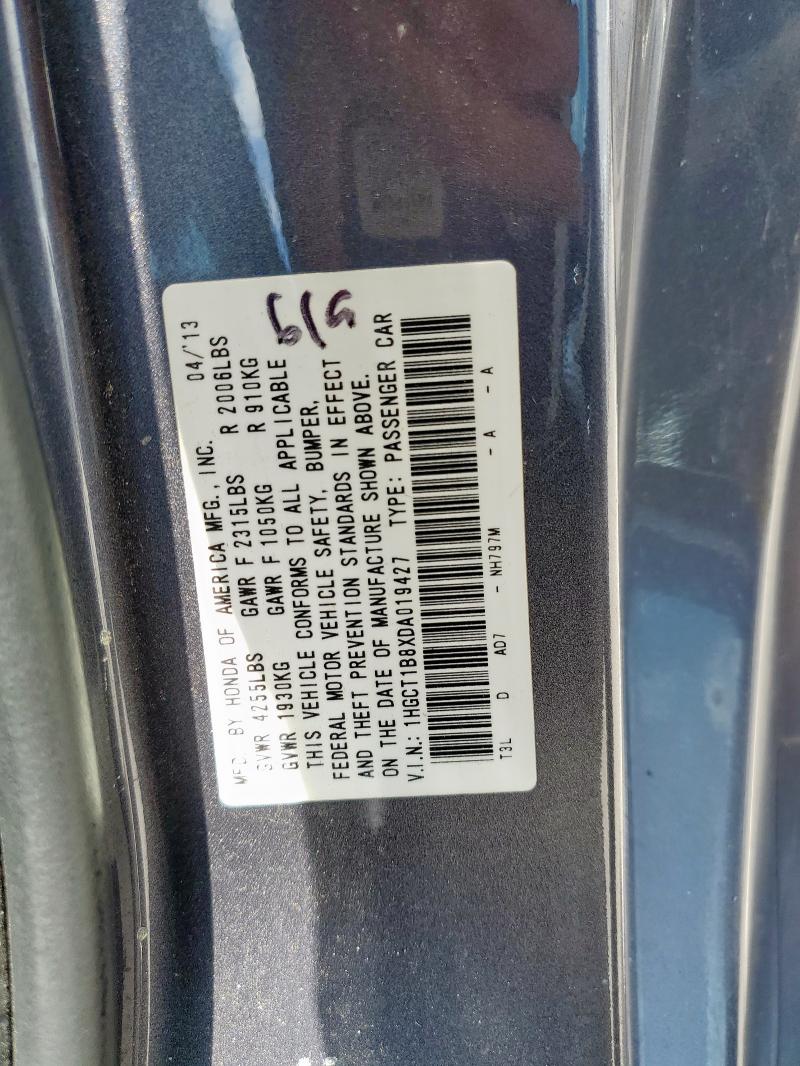 MFD. BY HONDA OF AMERICA MFG., INC. 04/'13
GVWR 4255LBS GAWR F 2315LBS R 2006LBS
GVWR 1930KG GAWR F 1050KG R 910KG
THIS VEHICLE CONFORMS TO ALL APPLICABLE
FEDERAL MOTOR VEHICLE SAFETY, BUMPER,
AND THEFT PREVENTION STANDARDS IN EFFECT
ON THE DATE OF MANUFACTURE SHOWN ABOVE.
V.I.N.: 1HGCT1B8XDA019427 TYPE: PASSENGER CAR
T3L D AD7 - NH797M - A - A